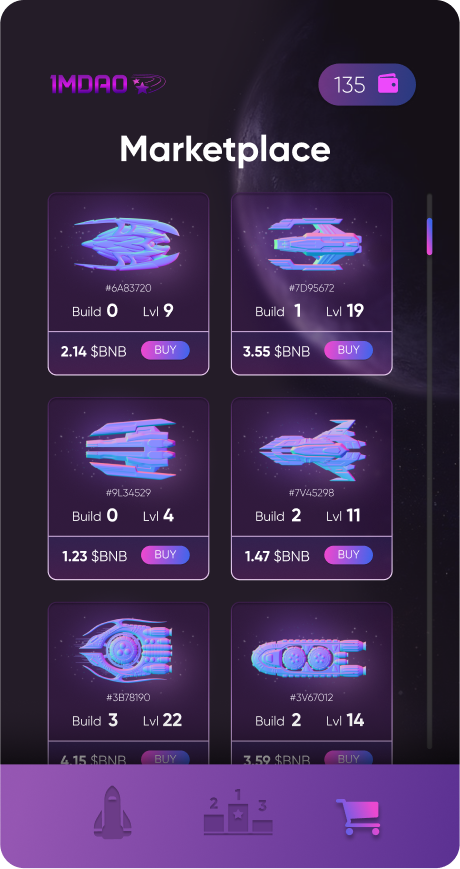 1MDAO
135
Marketplace
#6A83720
Build 0 Lvl 9
2.14 $BNB BUY
#7D95672
Build 1 Lvl 19
3.55 $BNB BUY
#9L34529
Build 0 Lvl 4
1.23 $BNB BUY
#7V45298
Build 2 Lvl 11
1.47 $BNB BUY
#3B78190
Build 3 Lvl 22
4.15 $BNB BUY
#3V67012
Build 2 Lvl 14
3.59 $BNB BUY
2 1 3